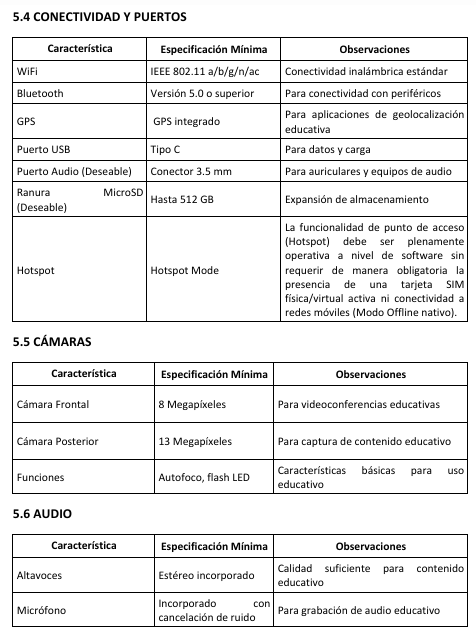 5.4 CONECTIVIDAD Y PUERTOS
Característica Especificación Mínima Observaciones
WiFi IEEE 802.11 a/b/g/n/ac Conectividad inalámbrica estándar
Bluetooth Versión 5.0 o superior Para conectividad con periféricos
GPS GPS integrado Para aplicaciones de geolocalización
educativa
Puerto USB Tipo C Para datos y carga
Puerto Audio (Deseable) Conector 3.5 mm Para auriculares y equipos de audio
Ranura MicroSD
(Deseable) Hasta 512 GB Expansión de almacenamiento
Hotspot Hotspot Mode La funcionalidad de punto de acceso
(Hotspot) debe ser plenamente
operativa a nivel de software sin
requerir de manera obligatoria la
presencia de una tarjeta SIM
física/virtual activa ni conectividad a
redes móviles (Modo Offline nativo).
5.5 CÁMARAS
Característica Especificación Mínima Observaciones
Cámara Frontal 8 Megapíxeles Para videoconferencias educativas
Cámara Posterior 13 Megapíxeles Para captura de contenido educativo
Funciones Autofoco, flash LED Características básicas para uso
educativo
5.6 AUDIO
Característica Especificación Mínima Observaciones
Altavoces Estéreo incorporado Calidad suficiente para contenido
educativo
Micrófono Incorporado con
cancelación de ruido Para grabación de audio educativo